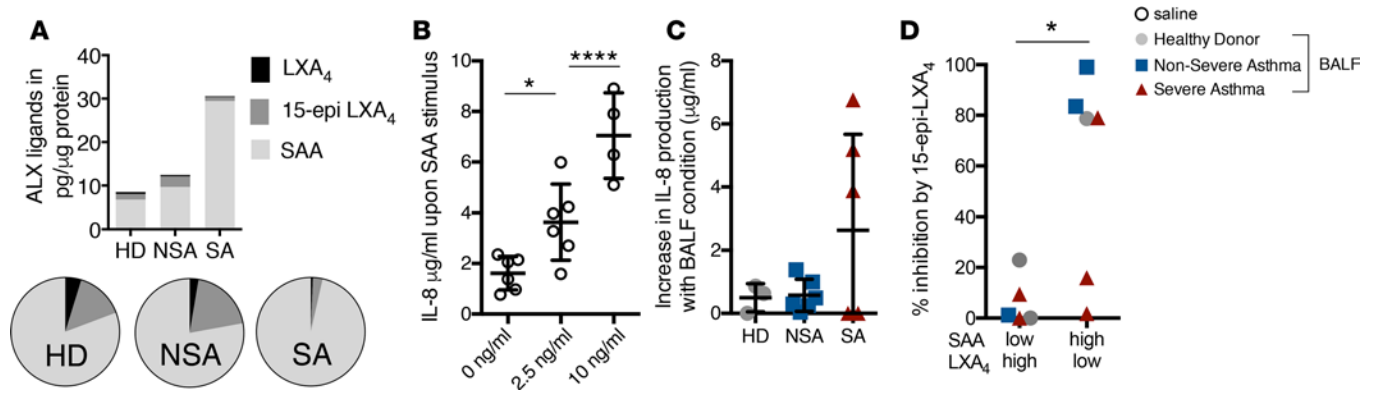 A
ALX ligands in
pg/μg protein
40
30
20
10
0
HD NSA SA
LXA4
15-epi LXA4
SAA
HD
NSA
SA
B
IL-8 μg/ml upon SAA stimulus
10
8
6
4
2
0
*
****
0 ng/ml
2.5 ng/ml
10 ng/ml
C
Increase in IL-8 production
with BALF condition (μg/ml)
8
6
4
2
0
HD NSA SA
D
% inhibition by 15-epi-LXA4
100
80
60
40
20
0
*
SAA low high
LXA4 high low
saline
Healthy Donor
Non-Severe Asthma
Severe Asthma
BALF